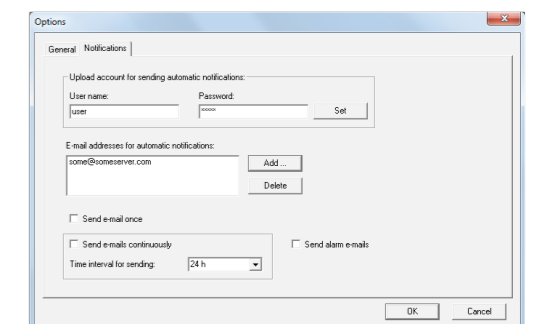 Options
General Notifications
Upload account for sending automatic notifications:
User name: Password:
user ×××××  Set
E-mail addresses for automatic notifications:
some@someserver.com Add ...
Delete
Send e-mail once
Send e-mails continuously Send alarm e-mails
Time interval for sending: 24 h
OK Cancel